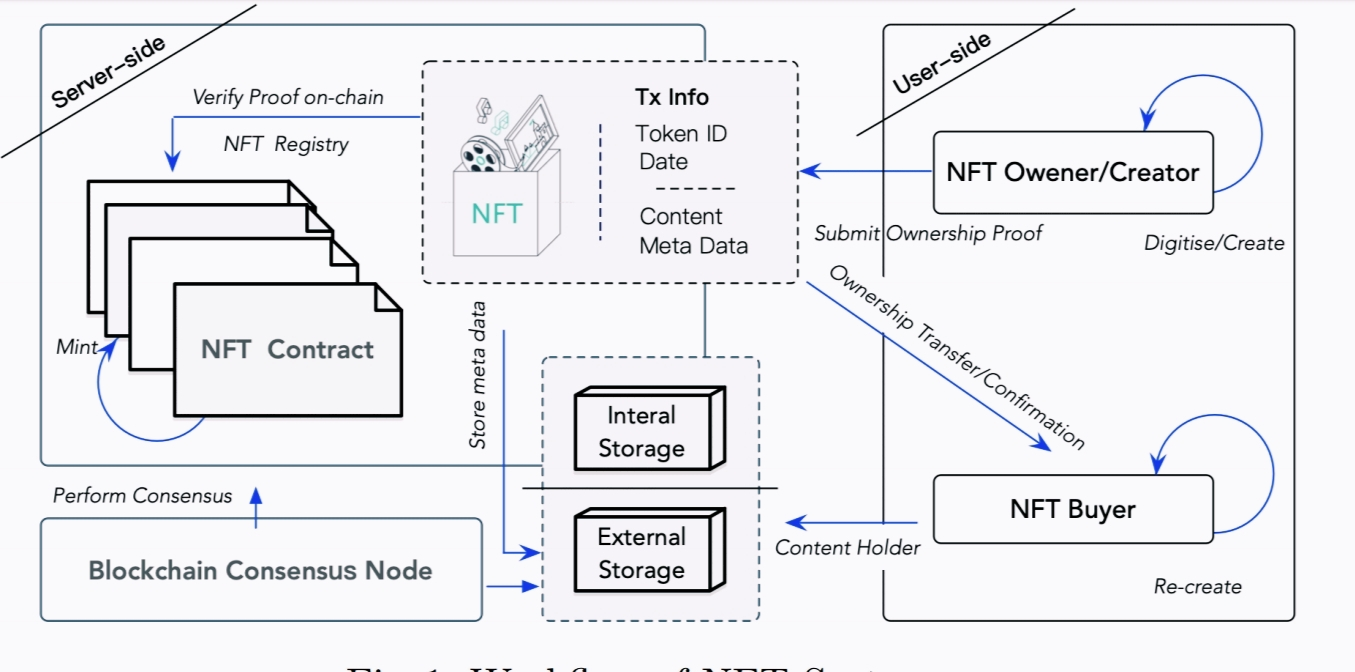 Server-side
User-side
Verify Proof on-chain
NFT Registry
NFT
Tx Info
Token ID
Date
Content
Meta Data
NFT Owener/Creator
Submit Ownership Proof
Digitise/Create
Ownership Transfer/Confirmation
Mint
NFT Contract
Store meta data
Interal
Storage
External
Storage
NFT Buyer
Content Holder
Re-create
Perform Consensus
Blockchain Consensus Node